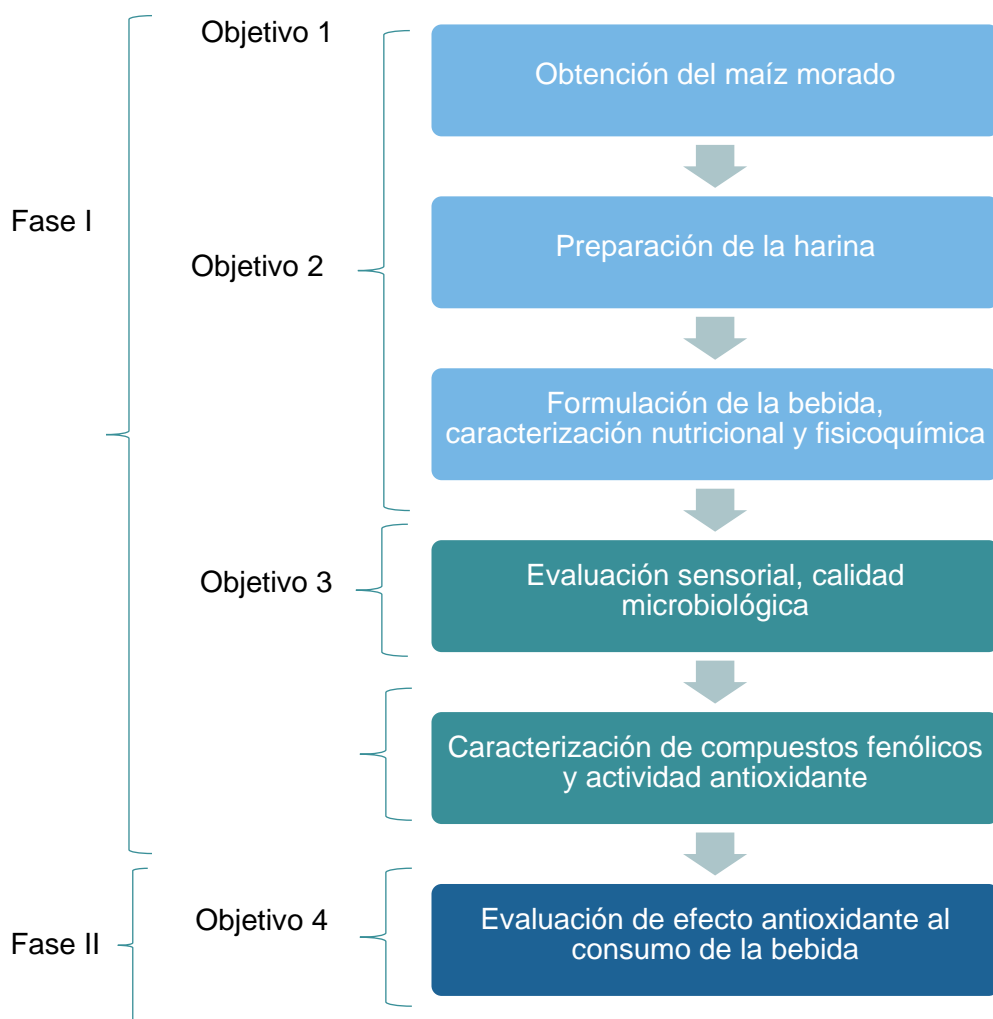 Objetivo 1
Obtención del maíz morado
Fase I
Preparación de la harina
Objetivo 2
Formulación de la bebida,
caracterización nutricional y fisicoquímica
Objetivo 3
Evaluación sensorial, calidad
microbiológica
Caracterización de compuestos fenólicos
y actividad antioxidante
Fase II
Objetivo 4
Evaluación de efecto antioxidante al
consumo de la bebida